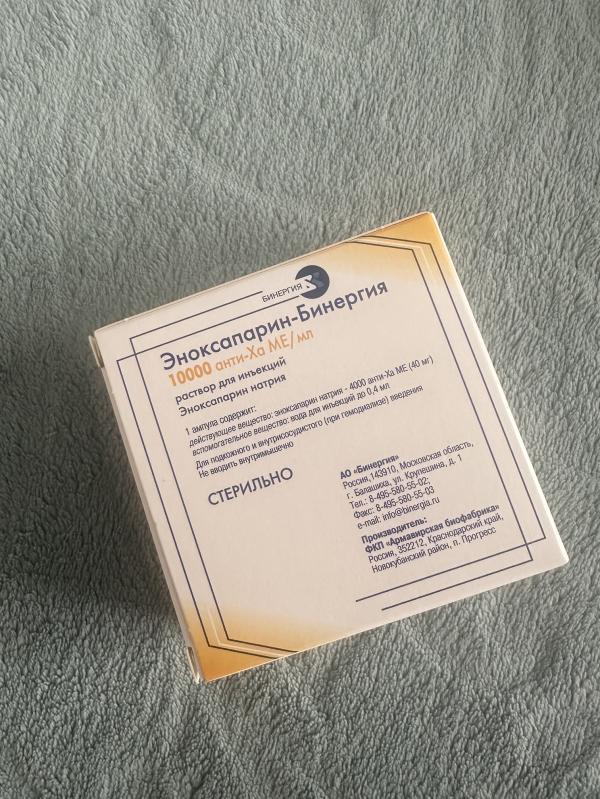 БИНЕРГИЯ
Эноксапарин-Бинергия
10000 анти-Ха МЕ/мл
раствор для инъекций
Эноксапарин натрия
1 ампула содержит:
действующее вещество: эноксапарин натрия - 4000 анти-Ха МЕ (40 мг)
вспомогательное вещество: вода для инъекций до 0,4 мл
Для подкожного и внутрисосудистого (при гемодиализе) введения
Не вводить внутримышечно
СТЕРИЛЬНО
АО «Бинергия»
Россия,143910, Московская область,
г. Балашиха, ул. Крупешина, д. 1
Тел.: 8-495-580-55-02;
Факс: 8-495-580-55-03
e-mail: info@binergia.ru
Производитель:
ФКП «Армавирская биофабрика»
Россия, 352212, Краснодарский край,
Новокубанский район, п. Прогресс